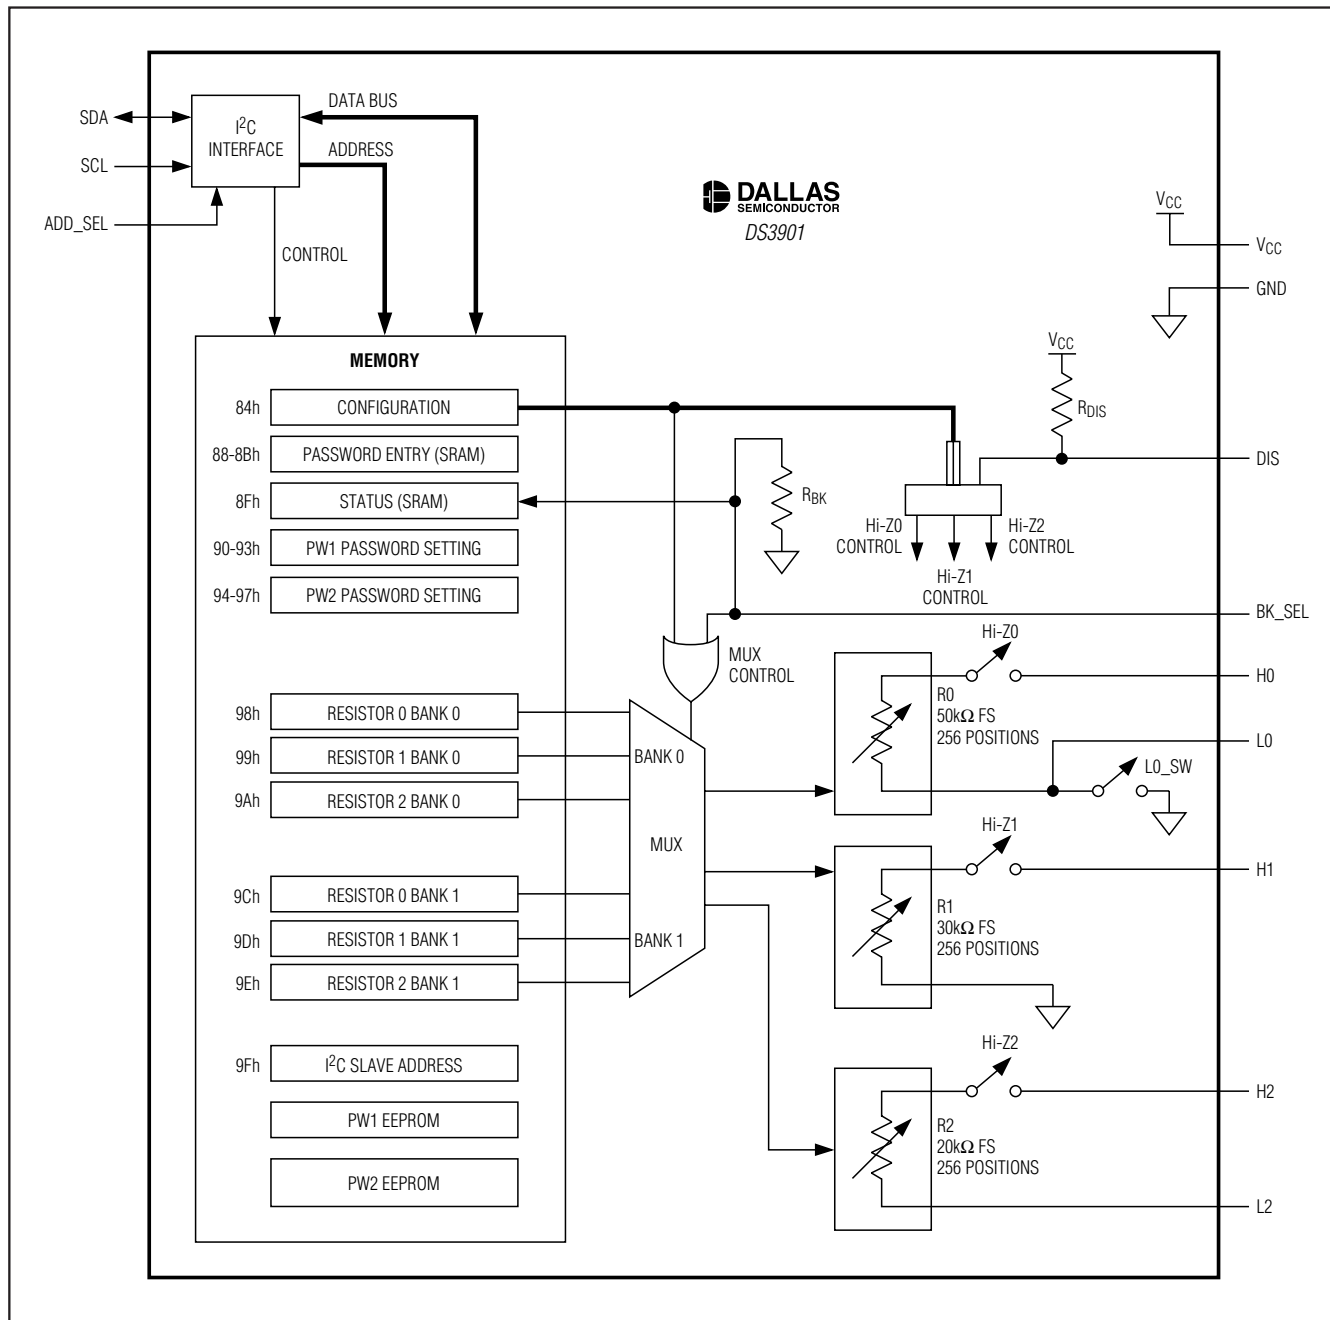 SDA
SCL
ADD_SEL
I²C
INTERFACE
DATA BUS
ADDRESS
CONTROL
DALLAS
SEMICONDUCTOR
DS3901
VCC
VCC
GND
MEMORY
84h CONFIGURATION
88-8Bh PASSWORD ENTRY (SRAM)
8Fh STATUS (SRAM)
90-93h PW1 PASSWORD SETTING
94-97h PW2 PASSWORD SETTING
98h RESISTOR 0 BANK 0
99h RESISTOR 1 BANK 0
9Ah RESISTOR 2 BANK 0
9Ch RESISTOR 0 BANK 1
9Dh RESISTOR 1 BANK 1
9Eh RESISTOR 2 BANK 1
9Fh I²C SLAVE ADDRESS
PW1 EEPROM
PW2 EEPROM
RBK
VCC
RDIS
DIS
Hi-Z0
CONTROL
Hi-Z1
CONTROL
Hi-Z2
CONTROL
BK_SEL
MUX
CONTROL
BANK 0
MUX
BANK 1
Hi-Z0
H0
R0
50kΩ FS
256 POSITIONS
L0
L0_SW
Hi-Z1
H1
R1
30kΩ FS
256 POSITIONS
Hi-Z2
H2
R2
20kΩ FS
256 POSITIONS
L2